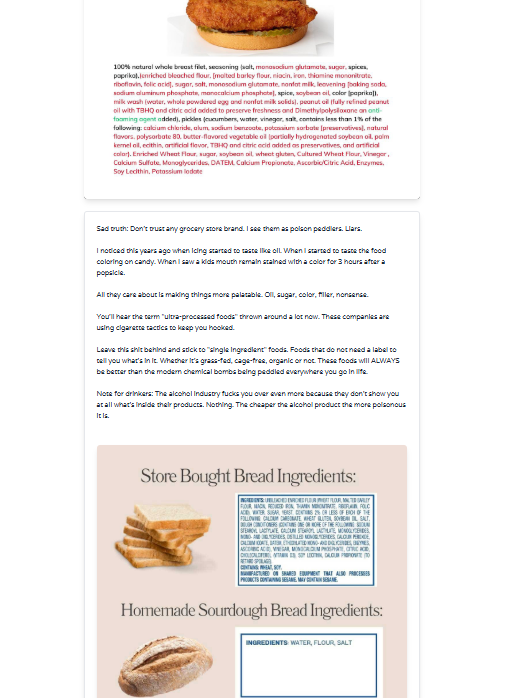 100% natural whole breast filet, seasoning (salt, monosodium glutamate, sugar, spices,
paprika),(enriched bleached flour, [malted barley flour, niacin, iron, thiamine mononitrate,
riboflavin, folic acid], sugar, salt, monosodium glutamate, nonfat milk, leavening [baking soda,
sodium aluminum phosphate, monocalcium phosphate], spice, soybean oil, color [paprika]),
milk wash (water, whole powdered egg and nonfat milk solids), peanut oil (fully refined peanut
oil with TBHQ and citric acid added to preserve freshness and Dimethylpolysiloxane an anti-
foaming agent added), pickles (cucumbers, water, vinegar, salt, contains less than 1% of the
following: calcium chloride, alum, sodium benzoate, potassium sorbate [preservatives], natural
flavors, polysorbate 80, butter-flavored vegetable oil (partially hydrogenated soybean oil, palm
kernel oil, ecithin, artificial flavor, TBHQ and citric acid added as preservatives, and artificial
color), Enriched Wheat Flour, sugar, soybean oil, wheat gluten, Cultured Wheat Flour, Vinegar ,
Calcium Sulfate, Monoglycerides, DATEM, Calcium Propionate, Ascorbic/Citric Acid, Enzymes,
Soy Lecithin, Potassium Iodate
Sad truth: Don't trust any grocery store brand. I see them as poison peddlers. Liars.
I noticed this years ago when icing started to taste like oil. When I started to taste the food
coloring on candy. When I saw a kids mouth remain stained with a color for 3 hours after a
popsicle.
All they care about is making things more palatable. Oil, sugar, color, filler, nonsense.
You'll hear the term "ultra-processed foods" thrown around a lot now. These companies are
using cigarette tactics to keep you hooked.
Leave this shit behind and stick to "single ingredient" foods. Foods that do not need a label to
tell you what's in it. Whether it's grass-fed, cage-free, organic or not. These foods will ALWAYS
be better than the modern chemical bombs being peddled everywhere you go in life.
Note for drinkers: The alcohol industry fucks you over even more because they don't show you
at all what's inside their products. Nothing. The cheaper the alcohol product the more poisonous
it is.
Store Bought Bread Ingredients:
INGREDIENTS: UNBLEACHED ENRICHED FLOUR (WHEAT FLOUR, MALTED BARLEY
FLOUR, NIACIN, REDUCED IRON, THIAMIN MONONITRATE, RIBOFLAVIN, FOLIC
ACID), WATER, SUGAR, YEAST, CONTAINS 2% OR LESS OF EACH OF THE
FOLLOWING: CALCIUM CARBONATE, WHEAT GLUTEN, SOYBEAN OIL, SALT,
DOUGH CONDITIONERS (CONTAINS ONE OR MORE OF THE FOLLOWING: SODIUM
STEAROYL LACTYLATE, CALCIUM STEAROYL LACTYLATE, MONOGLYCERIDES,
MONO- AND DIGLYCERIDES, DISTILLED MONOGLYCERIDES, CALCIUM PEROXIDE,
CALCIUM IODATE, DATEM, ETHOXYLATED MONO- AND DIGLYCERIDES, ENZYMES,
ASCORBIC ACID), VINEGAR, MONOCALCIUM PHOSPHATE, CITRIC ACID,
CHOLECALCIFEROL (VITAMIN D3), SOY LECITHIN, CALCIUM PROPIONATE (TO
RETARD SPOILAGE).
CONTAINS: WHEAT, SOY.
MANUFACTURED ON SHARED EQUIPMENT THAT ALSO PROCESSES
PRODUCTS CONTAINING SESAME, MAY CONTAIN SESAME.
Homemade Sourdough Bread Ingredients:
INGREDIENTS: WATER, FLOUR, SALT